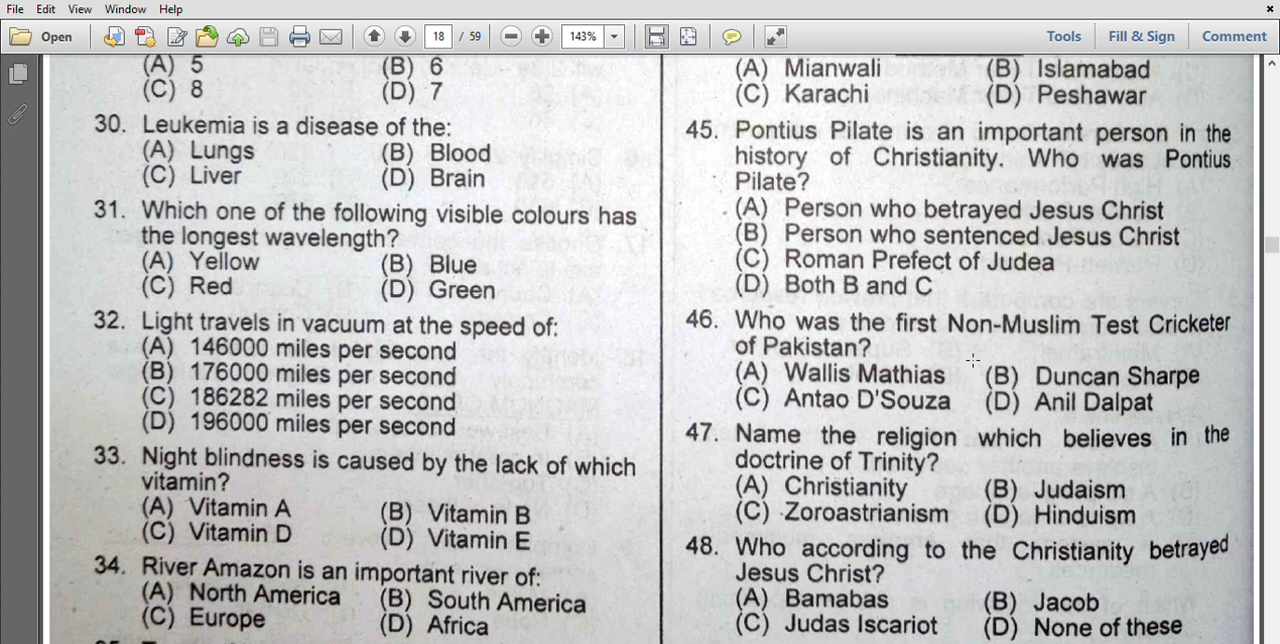 File Edit View Window Help
Open 18 / 59 143% Tools Fill & Sign Comment
(A) 5 (B) 6
(C) 8 (D) 7
30. Leukemia is a disease of the:
(A) Lungs (B) Blood
(C) Liver (D) Brain
31. Which one of the following visible colours has
the longest wavelength?
(A) Yellow (B) Blue
(C) Red (D) Green
32. Light travels in vacuum at the speed of:
(A) 146000 miles per second
(B) 176000 miles per second
(C) 186282 miles per second
(D) 196000 miles per second
33. Night blindness is caused by the lack of which
vitamin?
(A) Vitamin A (B) Vitamin B
(C) Vitamin D (D) Vitamin E
34. River Amazon is an important river of:
(A) North America (B) South America
(C) Europe (D) Africa
(A) Mianwali (B) Islamabad
(C) Karachi (D) Peshawar
45. Pontius Pilate is an important person in the
history of Christianity. Who was Pontius
Pilate?
(A) Person who betrayed Jesus Christ
(B) Person who sentenced Jesus Christ
(C) Roman Prefect of Judea
(D) Both B and C
46. Who was the first Non-Muslim Test Cricketer
of Pakistan?
(A) Wallis Mathias (B) Duncan Sharpe
(C) Antao D'Souza (D) Anil Dalpat
47. Name the religion which believes in the
doctrine of Trinity?
(A) Christianity (B) Judaism
(C) Zoroastrianism (D) Hinduism
48. Who according to the Christianity betrayed
Jesus Christ?
(A) Bamabas (B) Jacob
(C) Judas Iscariot (D) None of these